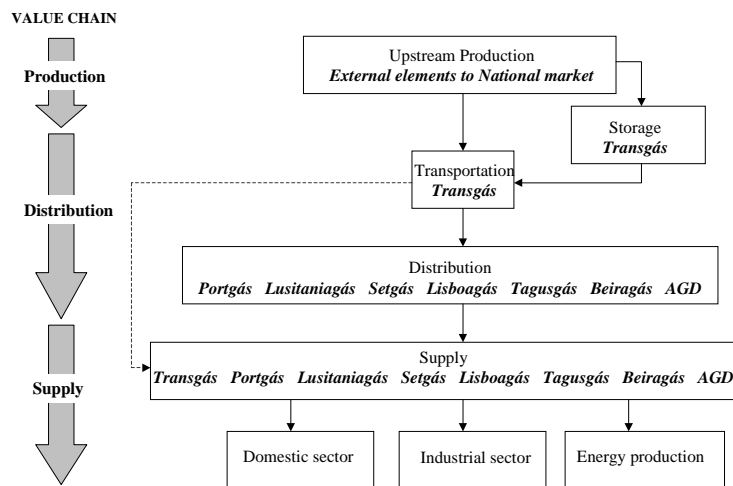 VALUE CHAIN
Production
Distribution
Supply
Upstream Production
External elements to National market
Storage
Transgás
Transportation
Transgás
Distribution
Portgás Lusitaniagás Setgás Lisboagás Tagusgás Beiragás AGD
Supply
Transgás Portgás Lusitaniagás Setgás Lisboagás Tagusgás Beiragás AGD
Domestic sector
Industrial sector
Energy production